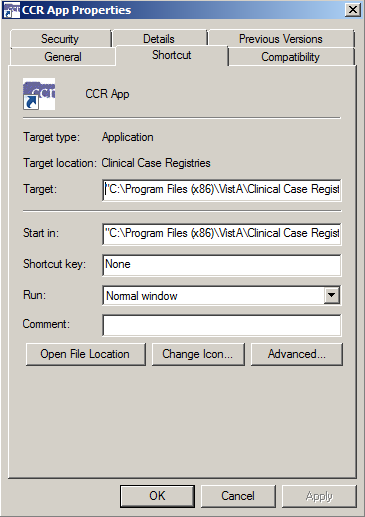 CCR App Properties
Security Details Previous Versions
General Shortcut Compatibility
CCR App
Target type: Application
Target location: Clinical Case Registries
Target: "C:\Program Files (x86)\VistA\Clinical Case Regist
Start in: "C:\Program Files (x86)\VistA\Clinical Case Regist
Shortcut key: None
Run: Normal window
Comment:
Open File Location Change Icon... Advanced...
OK Cancel Apply